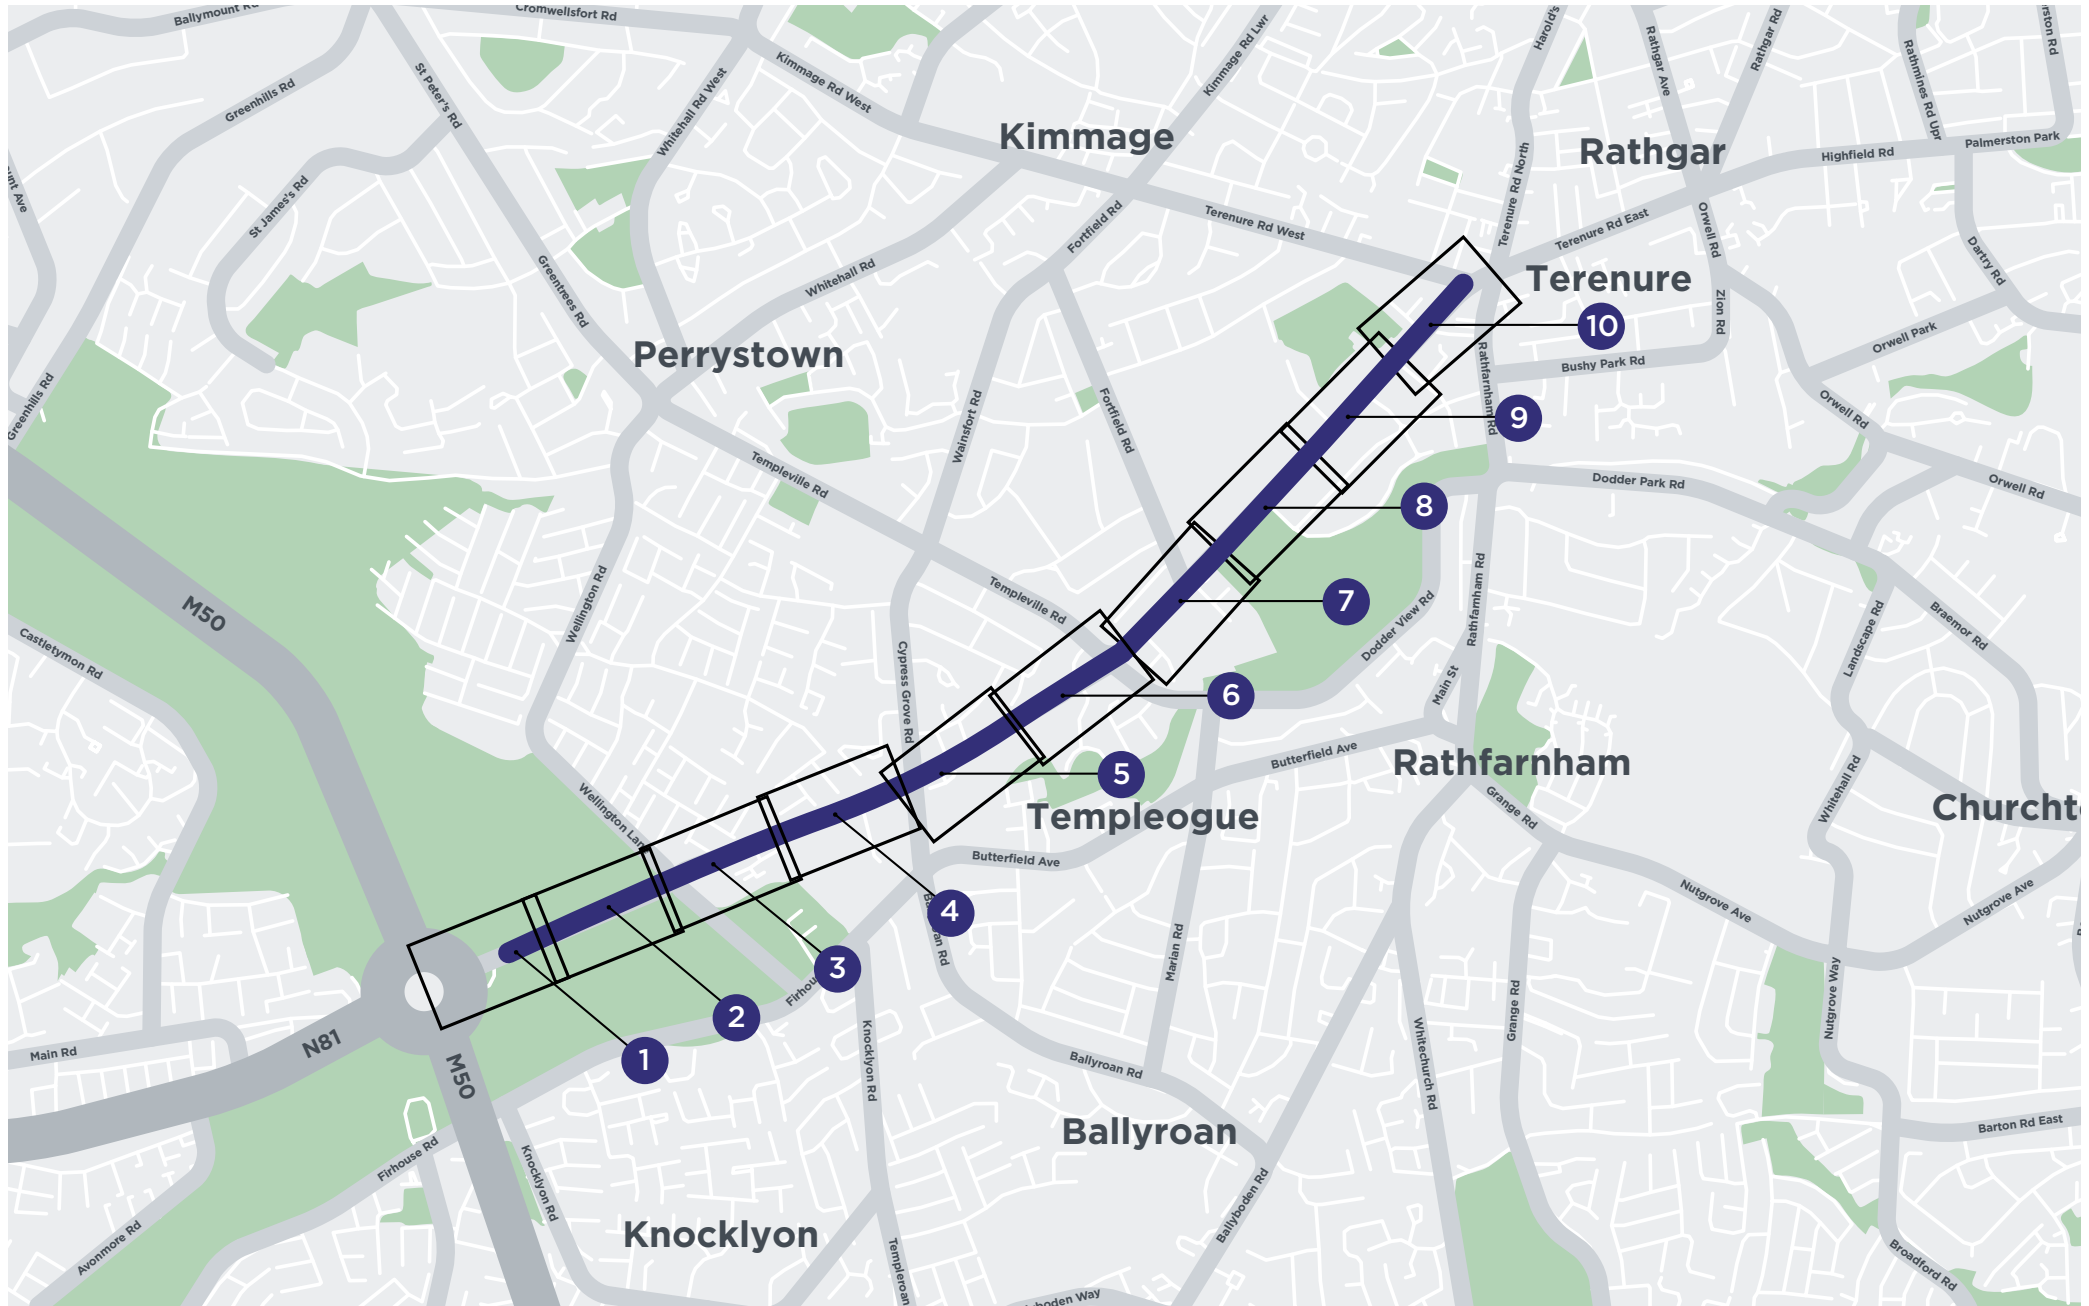 Ballymount Rd
Cromwellsfort Rd
Kimmage Rd West
Kimmage Rd Lwr
Harold's
Rathgar Ave
Rathgar Rd
Rathmines Rd Upr
Palmerston Park
Highfield Rd
Greenhills Rd
St Peter's Rd
Whitehall Rd West
Kimmage
Rathgar
St James's Rd
Fortfield Rd
Terenure Rd West
Terenure Rd North
Terenure Rd East
Orwell Rd
Dartry Rd
Greentrees Rd
Whitehall Rd
Terenure
Zion Rd
10
Perrystown
Orwell Park
Bushy Park Rd
Rathfarnham Rd
Greenhills Rd
Wainsfort Rd
Fortfield Rd
9
Orwell Rd
Templeville Rd
Dodder Park Rd
Orwell Rd
8
M50
Wellington Rd
Templeville Rd
7
Dodder View Rd
Rathfarnham Rd
Landscape Rd
Braemor Rd
Castletymon Rd
Cypress Grove Rd
6
Main St
Butterfield Ave
Rathfarnham
5
Templeogue
Wellington Lane
Grange Rd
Whitehall Rd
Butterfield Ave
4
Nutgrove Ave
Nutgrove Ave
Marian Rd
3
2
Grange Rd
Nutgrove Way
N81
Main Rd
1
M50
Knocklyon Rd
Ballyroan Rd
Whitechurch Rd
Ballyroan
Barton Rd East
Firhouse Rd
Knocklyon Rd
Ballyboden Rd
Avonmore Rd
Knocklyon
Templeroan
Broadford Rd